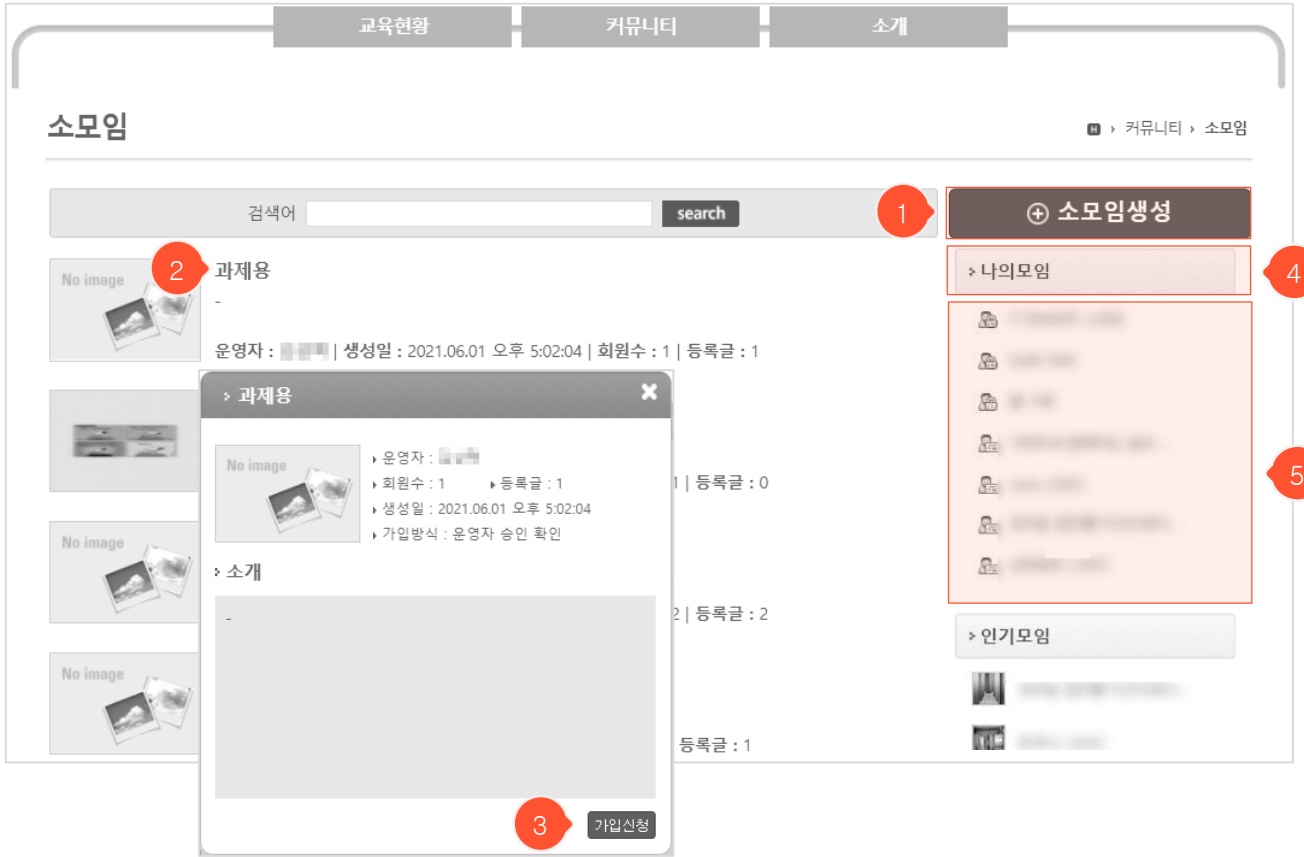 교육현황 커뮤니티 소개
소모임
H › 커뮤니티 › 소모임
검색어 search
1
소모임생성
No image
2
과제용
-
운영자 : | 생성일 : 2021.06.01 오후 5:02:04 | 회원수 : 1 | 등록글 : 1
나의모임
4
과제용
No image
운영자 :
회원수 : 1 등록글 : 1
생성일 : 2021.06.01 오후 5:02:04
가입방식 : 운영자 승인 확인
소개
-
3
가입신청
1 | 등록글 : 0
No image
2 | 등록글 : 2
No image
등록글 : 1
5
인기모임